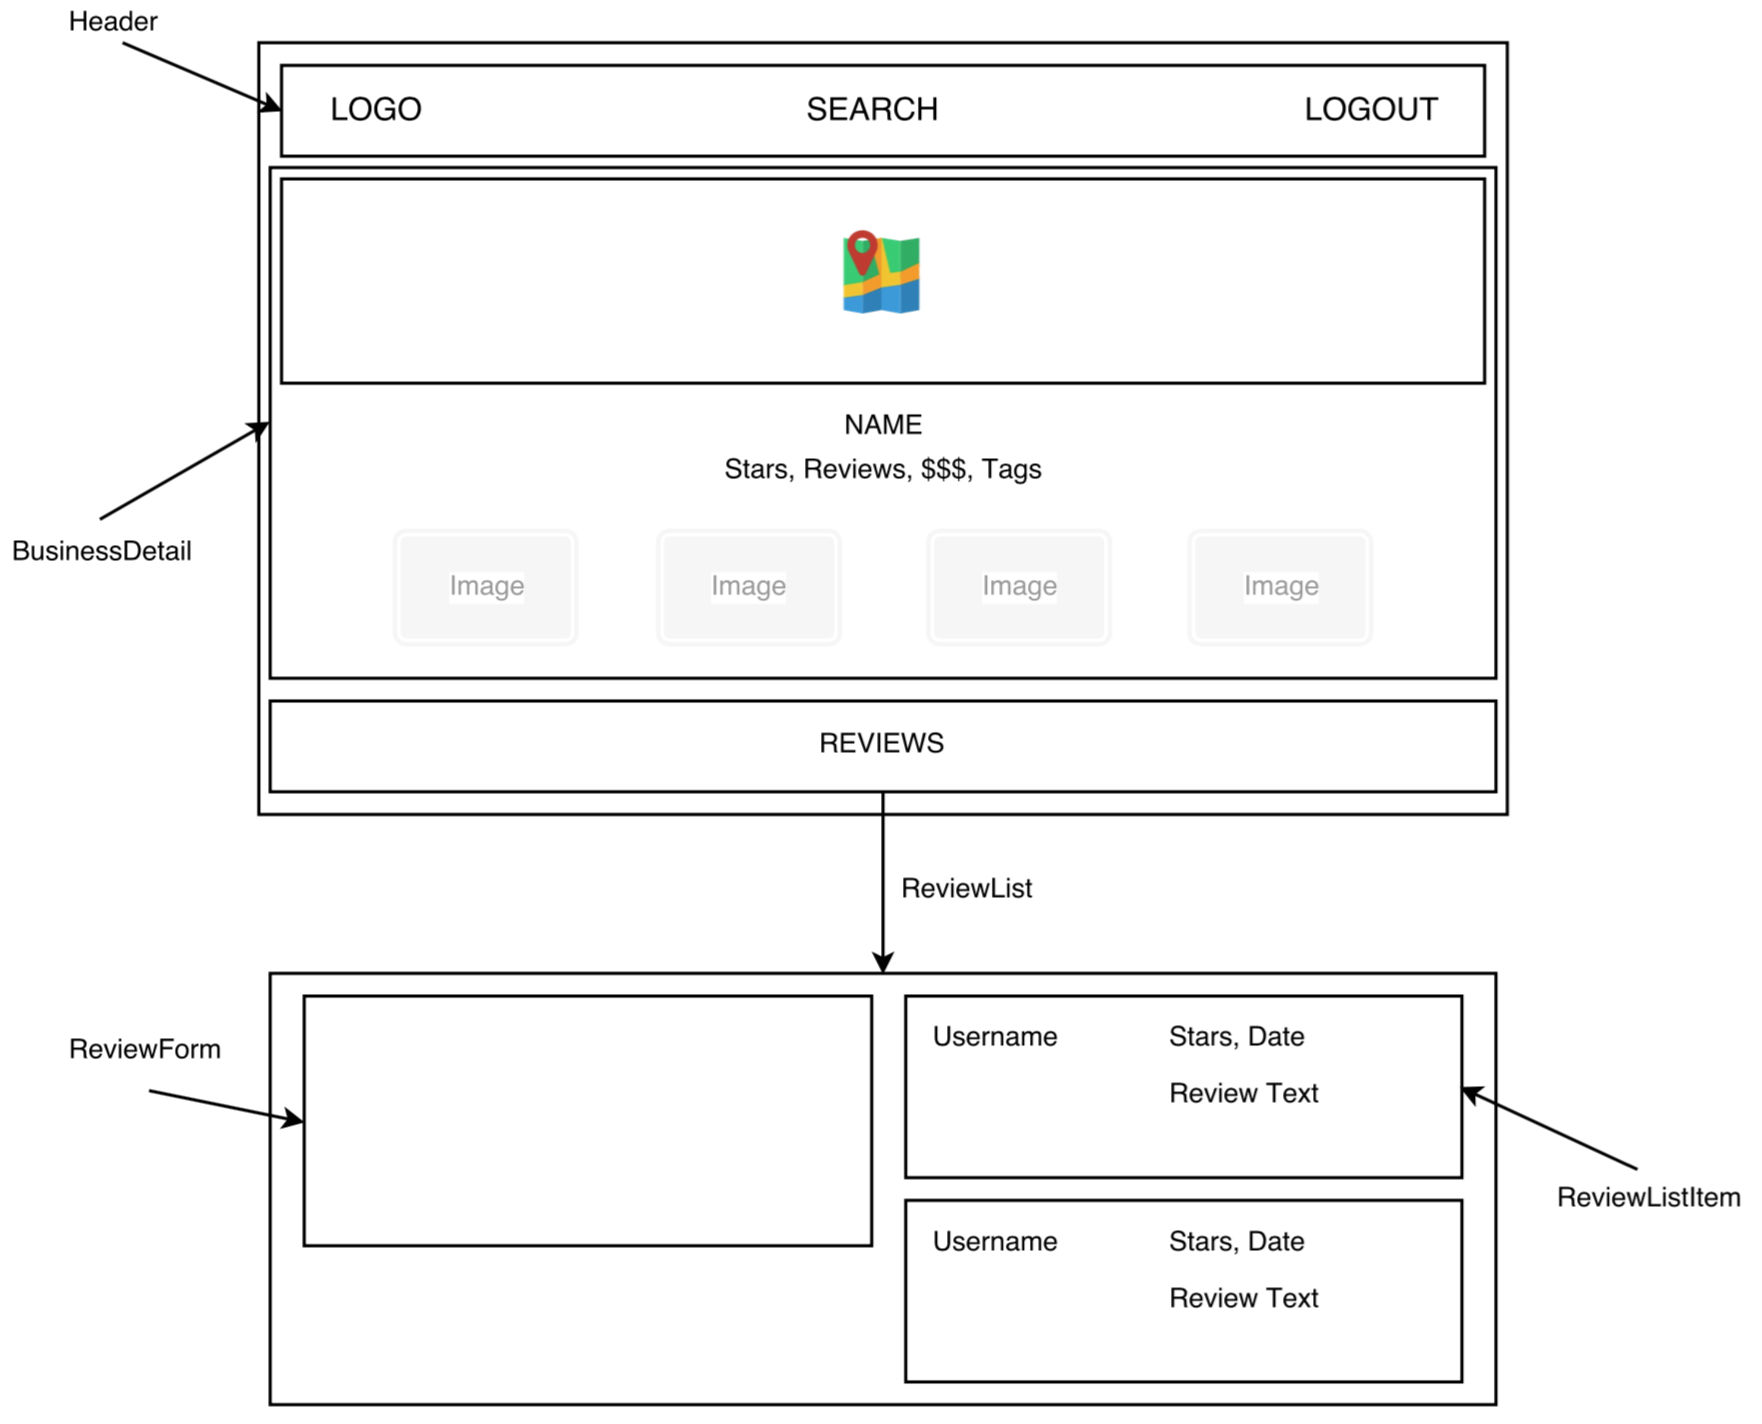 Header
LOGO SEARCH LOGOUT
NAME
Stars, Reviews, $$$, Tags
BusinessDetail
Image Image Image Image
REVIEWS
ReviewList
ReviewForm
Username Stars, Date
Review Text
ReviewListItem
Username Stars, Date
Review Text